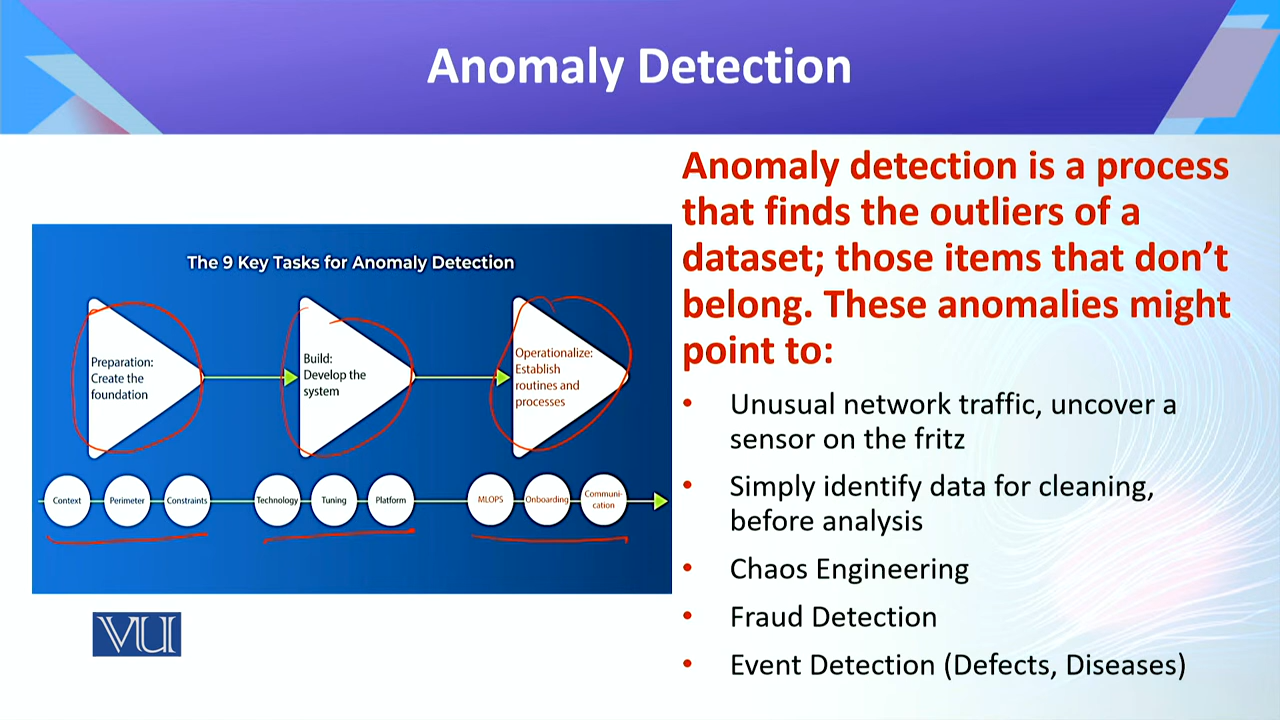 Anomaly Detection
The 9 Key Tasks for Anomaly Detection
Preparation:
Create the
foundation
Build:
Develop the
system
Operationalize:
Establish
routines and
processes
Context
Perimeter
Constraints
Technology
Tuning
Platform
MLOPS
Onboarding
Communi-
cation
VU
Anomaly detection is a process
that finds the outliers of a
dataset; those items that don’t
belong. These anomalies might
point to:
• Unusual network traffic, uncover a
sensor on the fritz
• Simply identify data for cleaning,
before analysis
• Chaos Engineering
• Fraud Detection
• Event Detection (Defects, Diseases)